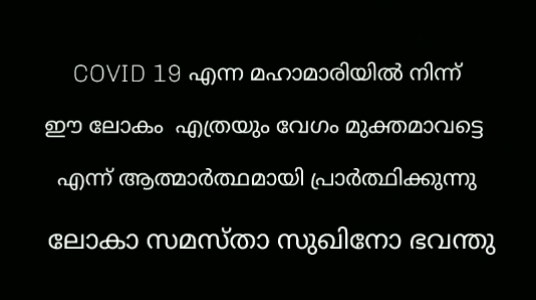 COVID 19 എന്ന മഹാമാരിയിൽ നിന്ന്
ഈ ലോകം എത്രയും വേഗം മുക്തമാവട്ടെ
എന്ന് ആത്മാർത്ഥമായി പ്രാർത്ഥിക്കുന്നു
ലോകാ സമസ്താ സുഖിനോ ഭവന്തു